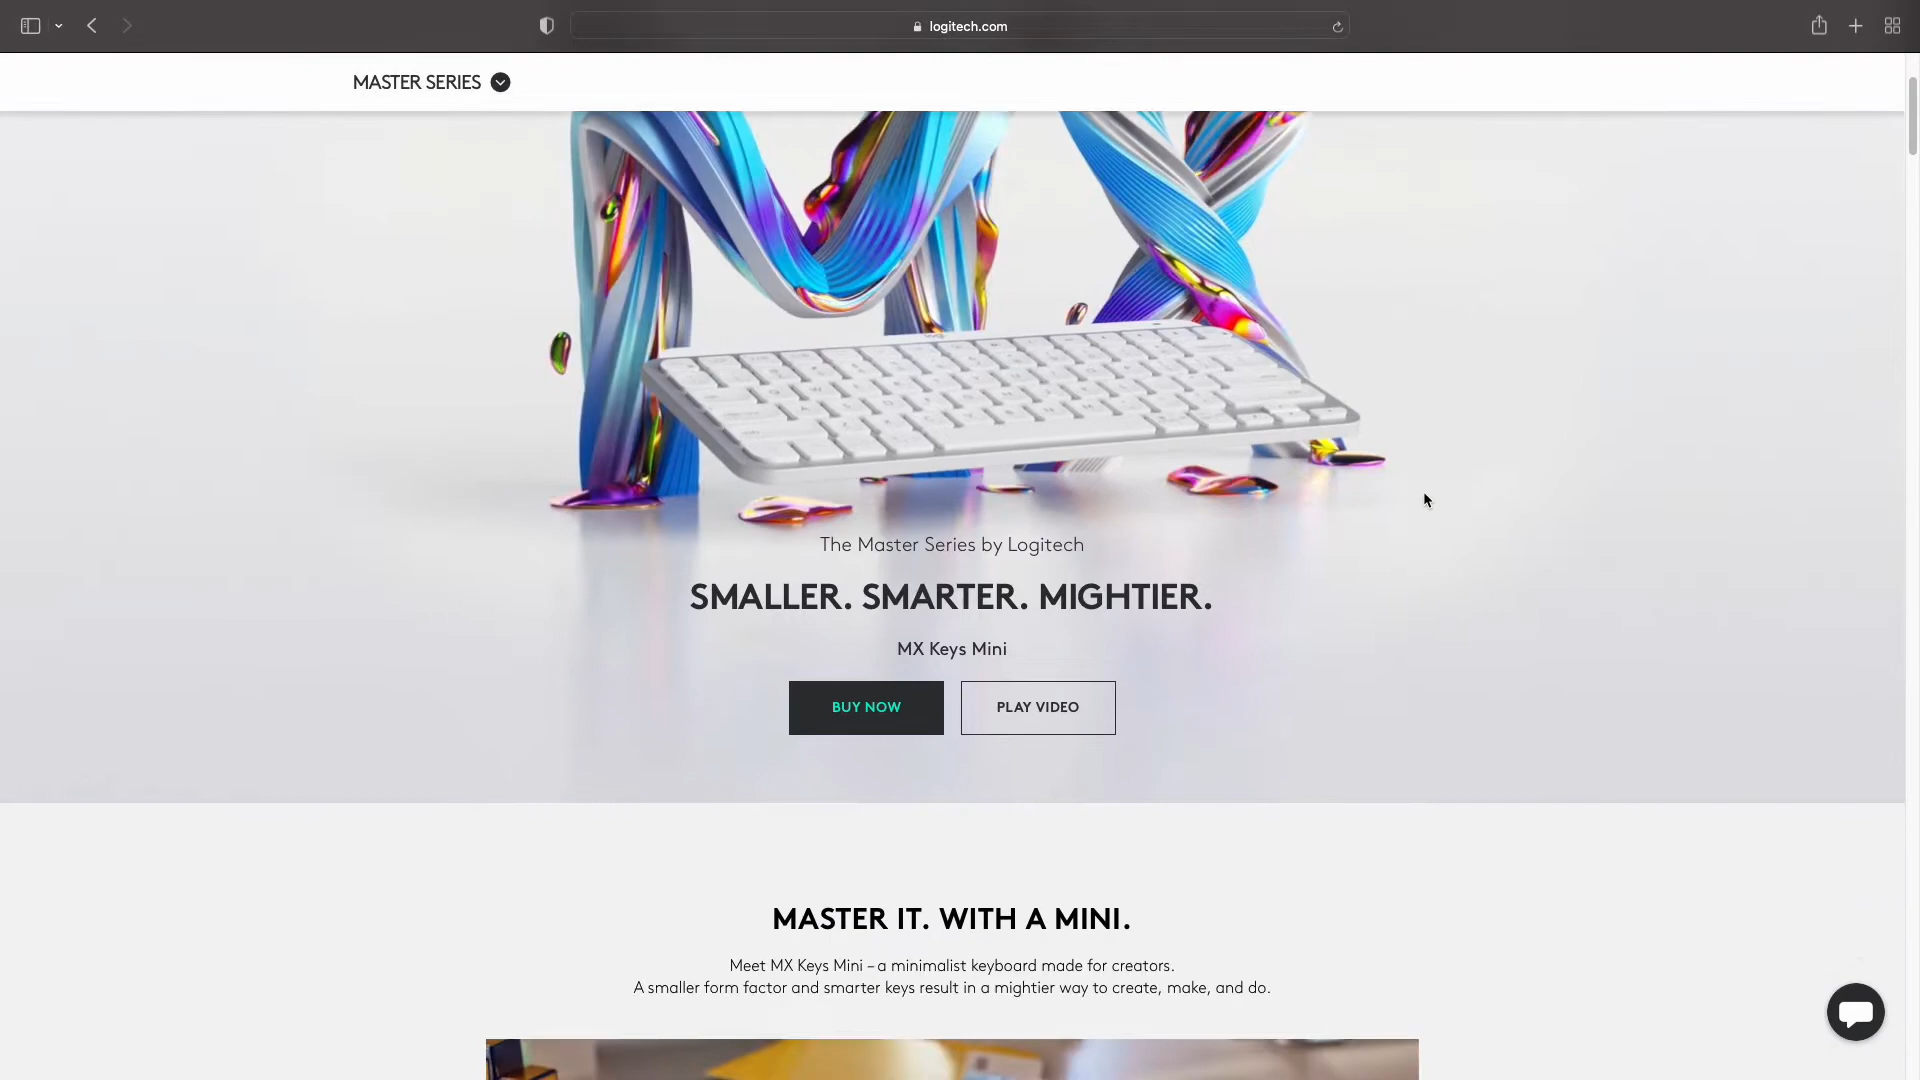 logitech.com
MASTER SERIES
The Master Series by Logitech
SMALLER. SMARTER. MIGHTIER.
MX Keys Mini
BUY NOW
PLAY VIDEO
MASTER IT. WITH A MINI.
Meet MX Keys Mini – a minimalist keyboard made for creators.
A smaller form factor and smarter keys result in a mightier way to create, make, and do.